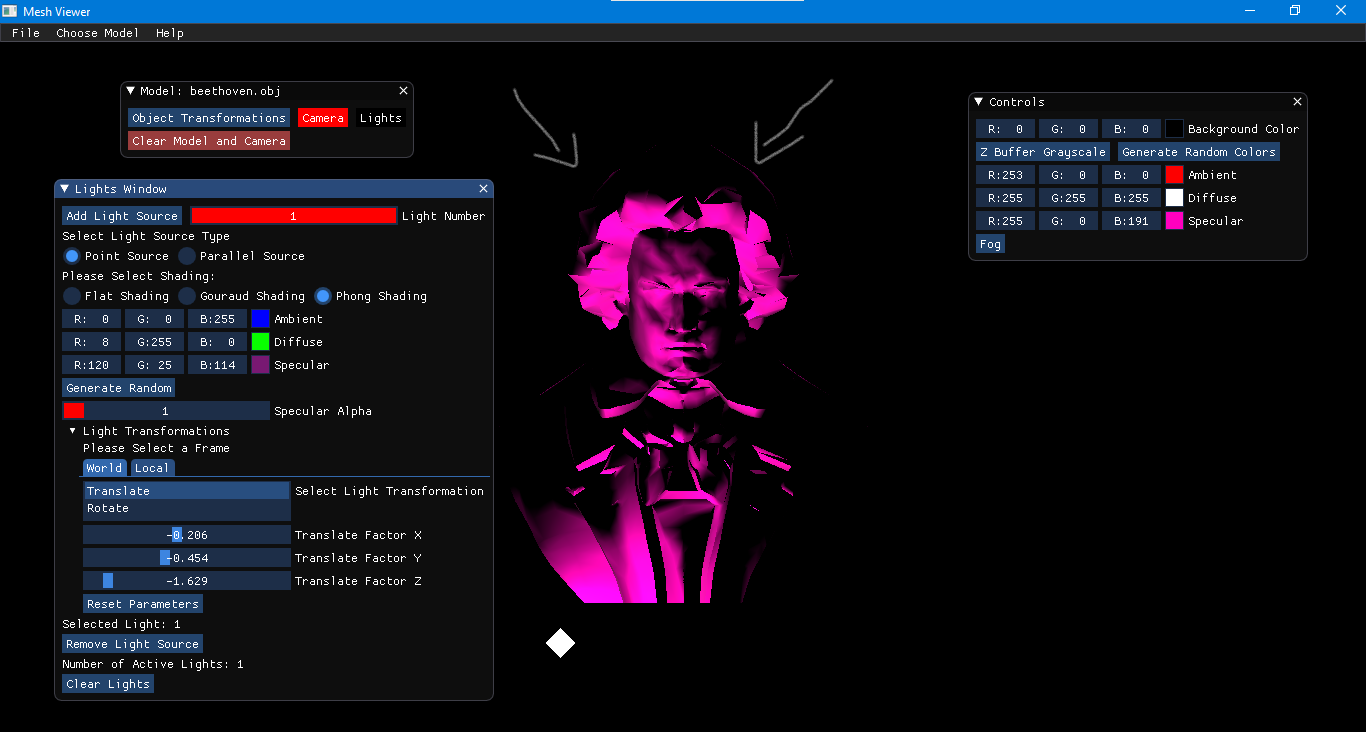 Mesh Viewer
File Choose Model Help
Model: beethoven.obj
Object Transformations Camera Lights
Clear Model and Camera
Lights Window
Add Light Source 1 Light Number
Select Light Source Type
Point Source Parallel Source
Please Select Shading:
Flat Shading Gouraud Shading Phong Shading
R: 0 G: 0 B:255 Ambient
R: 8 G:255 B: 0 Diffuse
R:120 G: 25 B:114 Specular
Generate Random
1 Specular Alpha
Light Transformations
Please Select a Frame
World Local
Translate Select Light Transformation
Rotate
-0.206 Translate Factor X
-0.454 Translate Factor Y
-1.629 Translate Factor Z
Reset Parameters
Selected Light: 1
Remove Light Source
Number of Active Lights: 1
Clear Lights
Controls
R: 0 G: 0 B: 0 Background Color
Z Buffer Grayscale Generate Random Colors
R:253 G: 0 B: 0 Ambient
R:255 G:255 B:255 Diffuse
R:255 G: 0 B:191 Specular
Fog